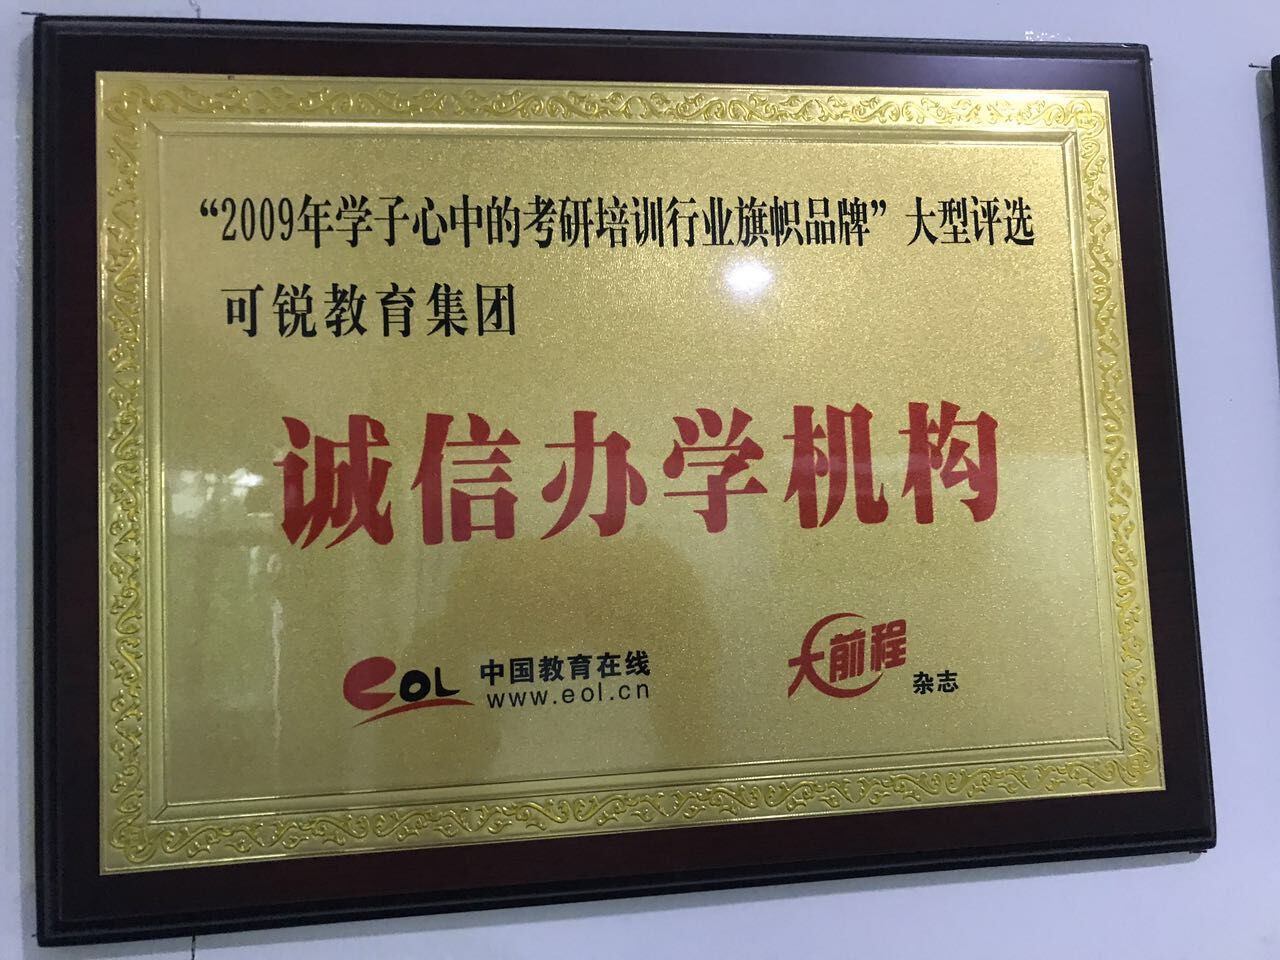 “2009年学子心中的考研培训行业旗帜品牌”大型评选
可锐教育集团
诚信办学机构
eOL 中国教育在线
www.eol.cn
大前程 杂志